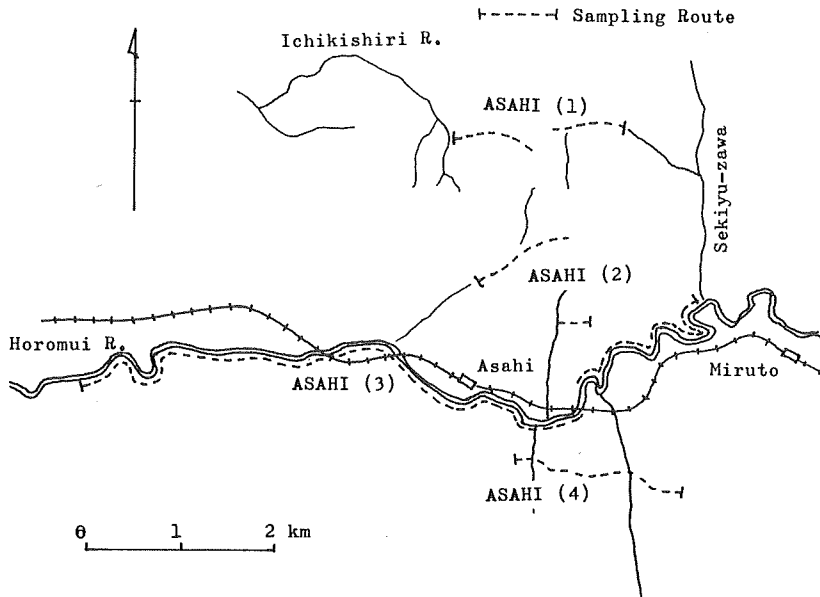 Sampling Route
Ichikishiri R.
ASAHI (1)
Sekiyu-zawa
ASAHI (2)
Horomui R.
ASAHI (3)
Asahi
Miruto
ASAHI (4)
0 1 2 km